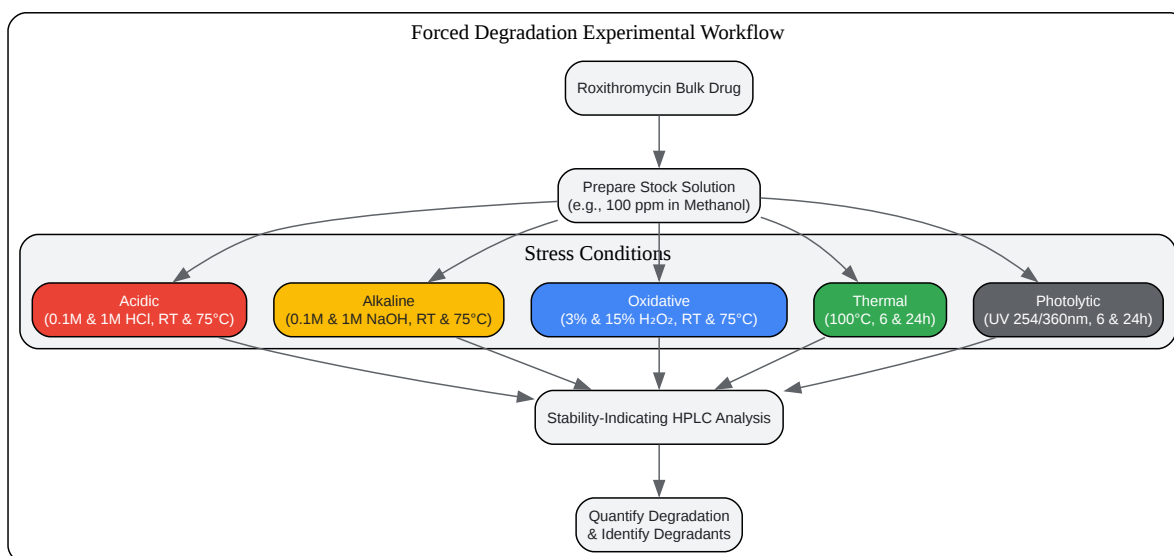 Forced Degradation Experimental Workflow
Roxithromycin Bulk Drug
Prepare Stock Solution
(e.g., 100 ppm in Methanol)
Stress Conditions
Acidic
(0.1M & 1M HCl, RT & 75°C)
Alkaline
(0.1M & 1M NaOH, RT & 75°C)
Oxidative
(3% & 15% H₂O₂, RT & 75°C)
Thermal
(100°C, 6 & 24h)
Photolytic
(UV 254/360nm, 6 & 24h)
Stability-Indicating HPLC Analysis
Quantify Degradation
& Identify Degradants